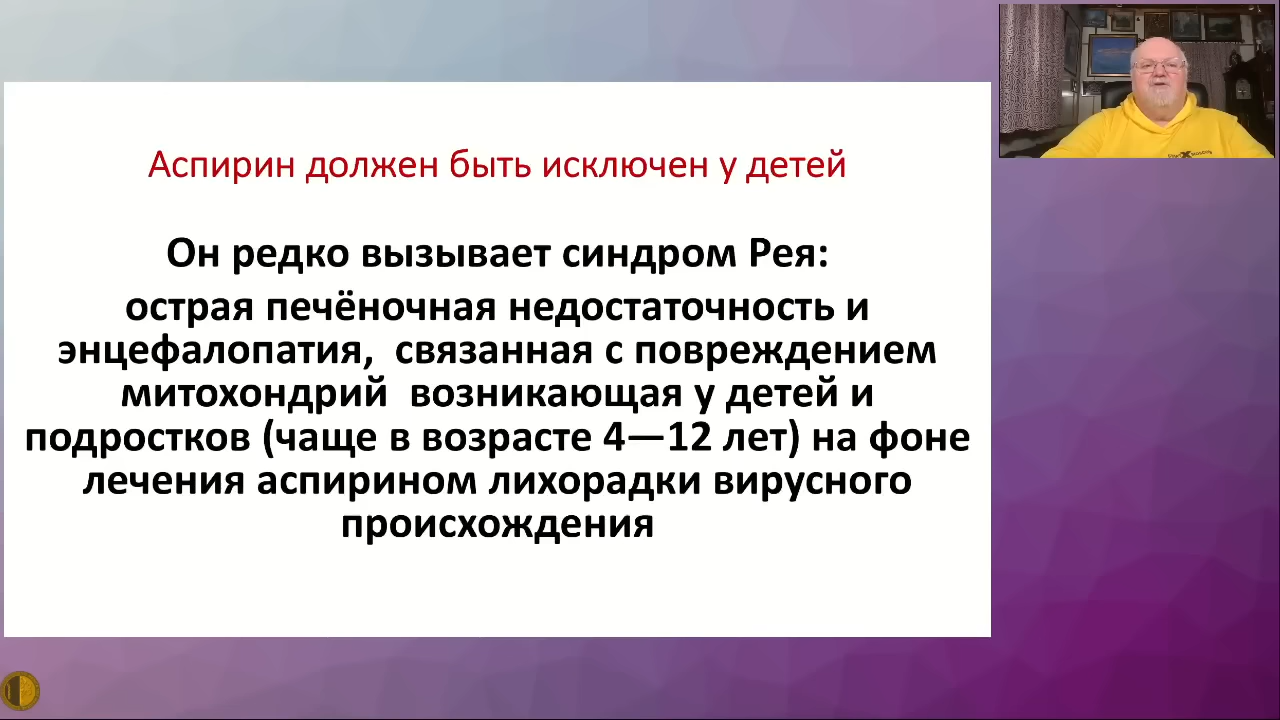 Аспирин должен быть исключен у детей
Он редко вызывает синдром Рея:
острая печёночная недостаточность и
энцефалопатия,  связанная с повреждением
митохондрий  возникающая у детей и
подростков (чаще в возрасте 4—12 лет) на фоне
лечения аспирином лихорадки вирусного
происхождения